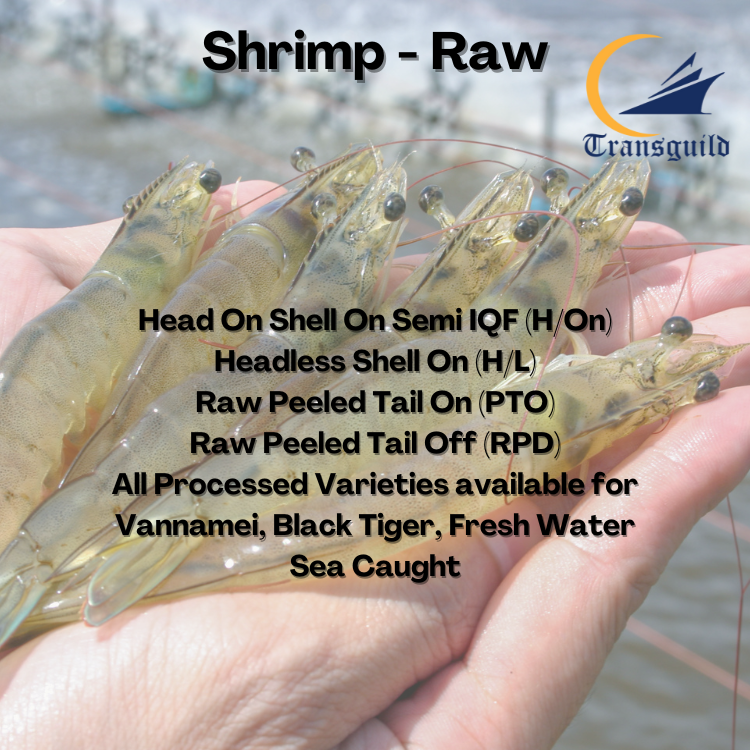 Shrimp - Raw
Transguild
Head On Shell On Semi IQF (H/On)
Headless Shell On (H/L)
Raw Peeled Tail On (PTO)
Raw Peeled Tail Off (RPD)
All Processed Varieties available for
Vannamei, Black Tiger, Fresh Water
Sea Caught